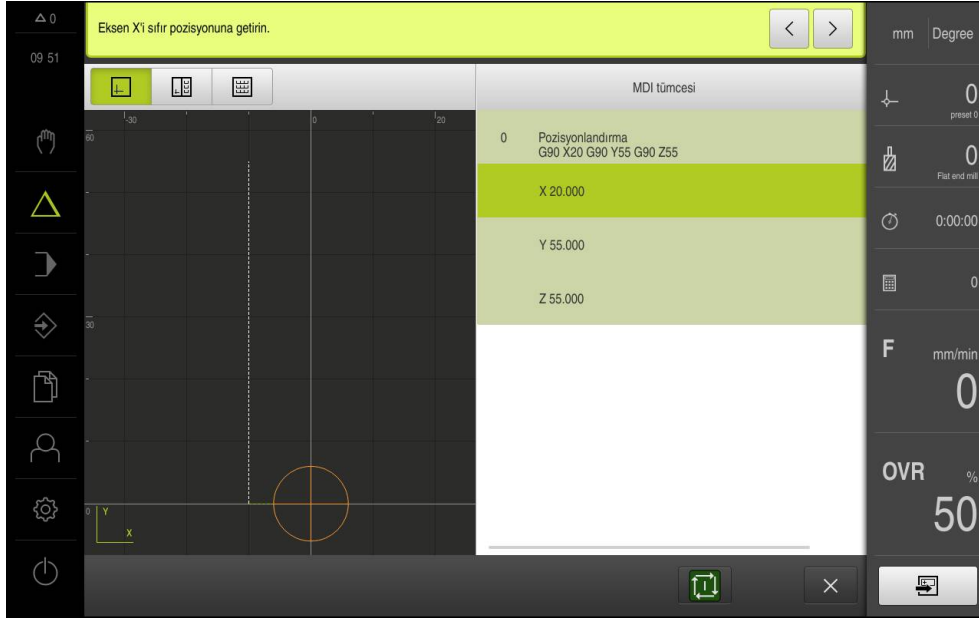 0
09 51
Eksen X'i sıfır pozisyonuna getirin.
mm
Degree
MDI tümcesi
-30
0
20
60
30
0
Y
X
0 Pozisyonlandırma
G90 X20 G90 Y55 G90 Z55
X 20.000
Y 55.000
Z 55.000
0
preset 0
0
Flat end mill
0:00:00
0
F mm/min
0
OVR %
50